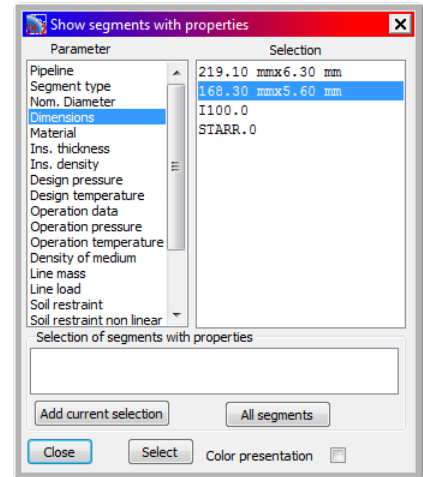 Show segments with properties
Parameter
Selection
Pipeline
Segment type
Nom. Diameter
Dimensions
Material
Ins. thickness
Ins. density
Design pressure
Design temperature
Operation data
Operation pressure
Operation temperature
Density of medium
Line mass
Line load
Soil restraint
Soil restraint non linear
219.10 mmx6.30 mm
168.30 mmx5.60 mm
I100.0
STARR.0
Selection of segments with properties
Add current selection
All segments
Close
Select
Color presentation